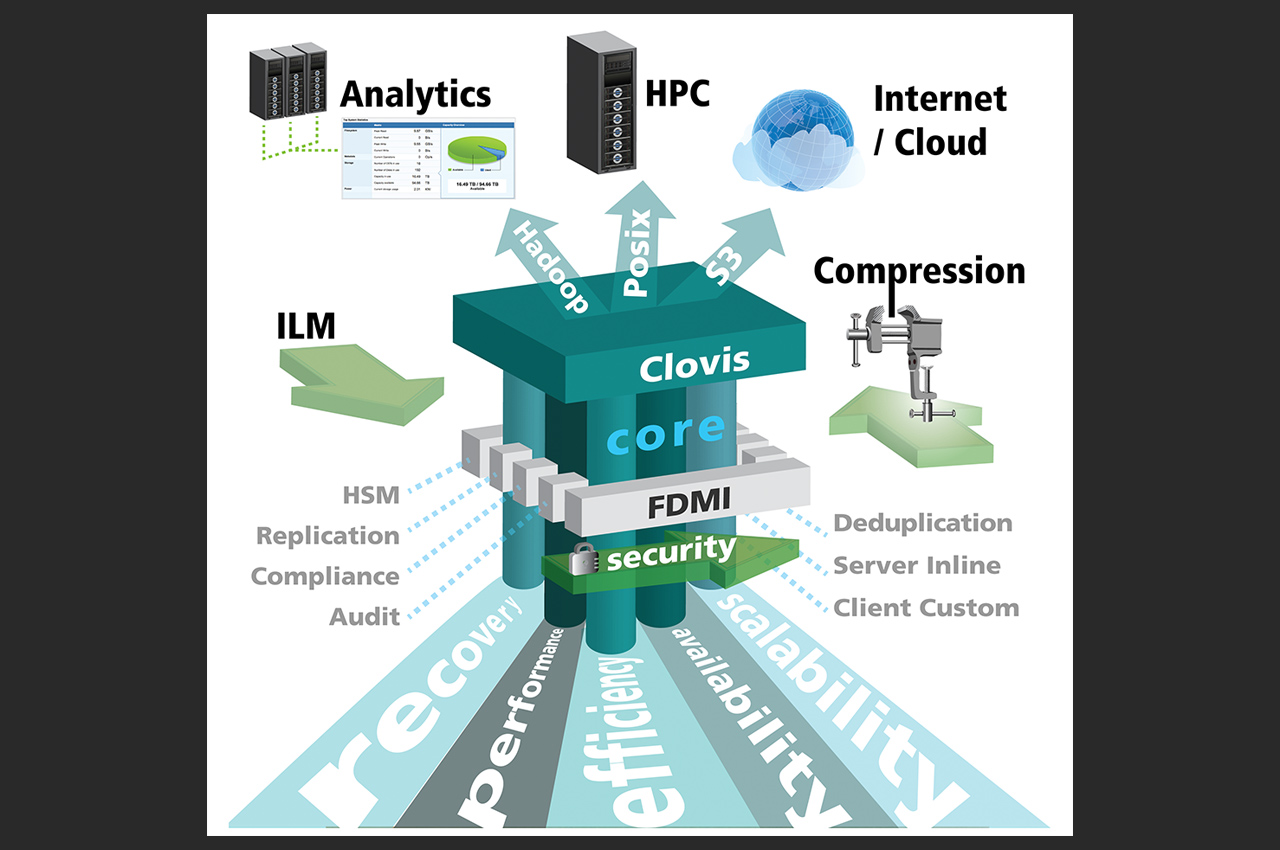 Analytics
HPC
Internet
/ Cloud
16.49 TB / 94.66 TB
Available
Hadoop
Posix
S3
Compression
ILM
Clovis
core
FDMI
HSM
Replication
Compliance
Audit
Deduplication
Server Inline
Client Custom
security
recovery
performance
efficiency
availability
scalability